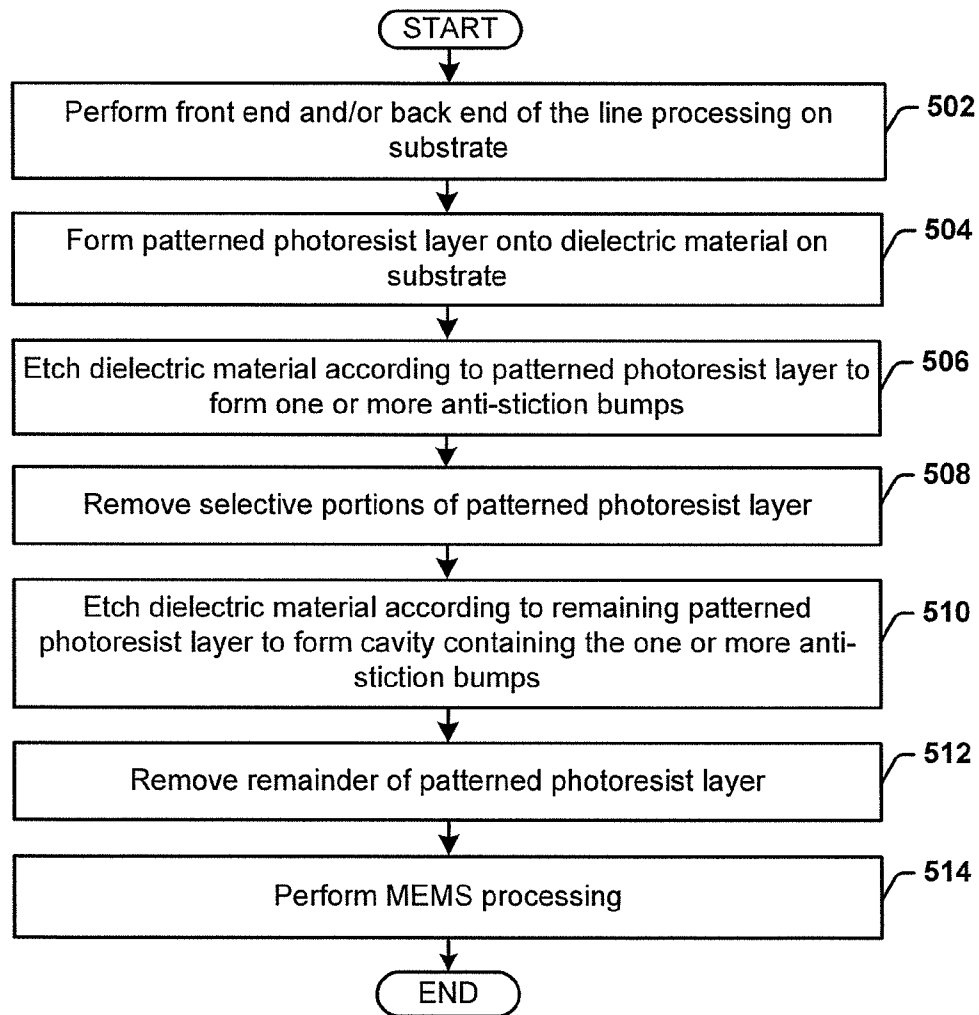 START
Perform front end and/or back end of the line processing on
substrate
502
Form patterned photoresist layer onto dielectric material on
substrate
504
Etch dielectric material according to patterned photoresist layer to
form one or more anti-stiction bumps
506
Remove selective portions of patterned photoresist layer
508
Etch dielectric material according to remaining patterned
photoresist layer to form cavity containing the one or more anti-
stiction bumps
510
Remove remainder of patterned photoresist layer
512
Perform MEMS processing
514
END